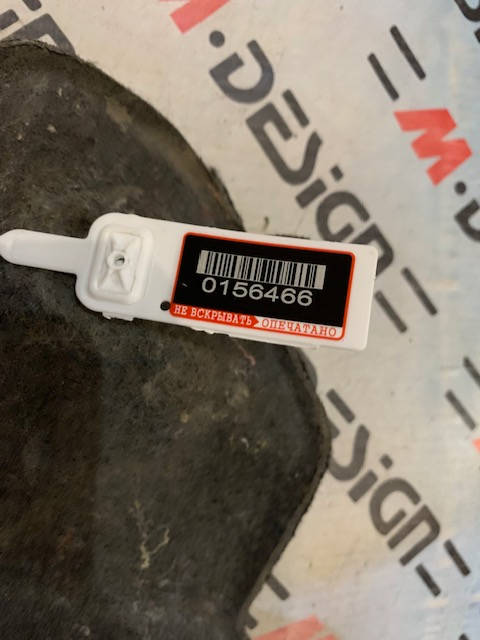 M.DESiGN
M.
0156466
НЕ ВСКРЫВАТЬ ОПЕЧАТАНО
DESiGN